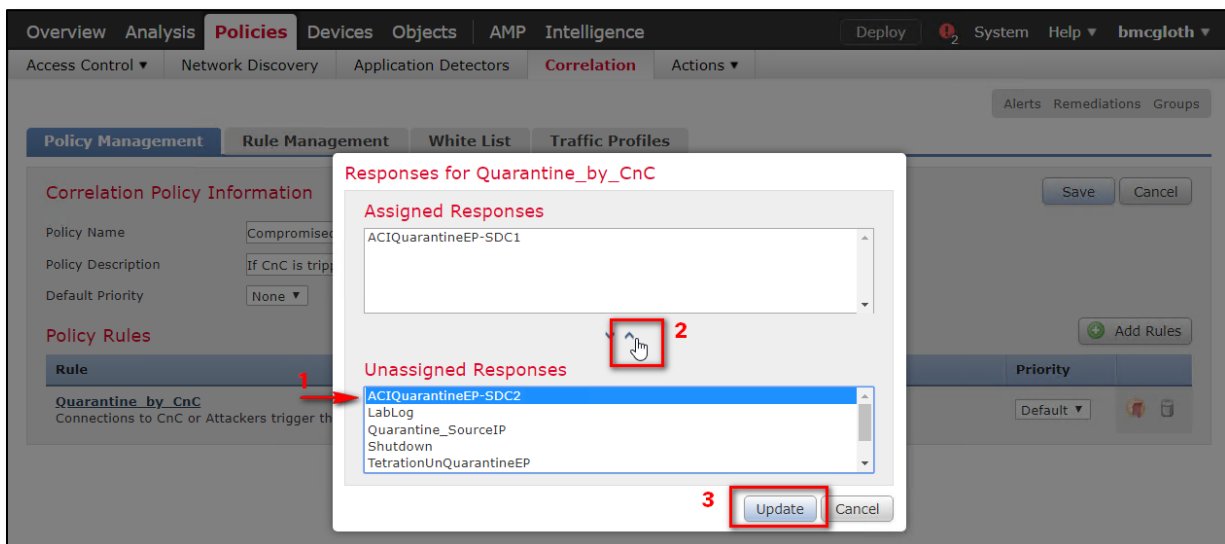 Overview Analysis Policies Devices Objects AMP Intelligence Deploy 2 System Help ▾ bmcgloth ▾
Access Control ▾ Network Discovery Application Detectors Correlation Actions ▾
Alerts Remediations Groups
Policy Management Rule Management White List Traffic Profiles
Responses for Quarantine_by_CnC
Correlation Policy Information Save Cancel
Assigned Responses
Policy Name Compromised
ACIQuarantineEP-SDC1
Policy Description If CnC is tripp
Default Priority None ▾
2
Policy Rules Add Rules
Rule Unassigned Responses Priority
1
ACIQuarantineEP-SDC2
Quarantine_by_CnC
LabLog
Default ▾
Connections to CnC or Attackers trigger th
Quarantine_SourceIP
Shutdown
TetrationUnQuarantineEP
3
Update Cancel